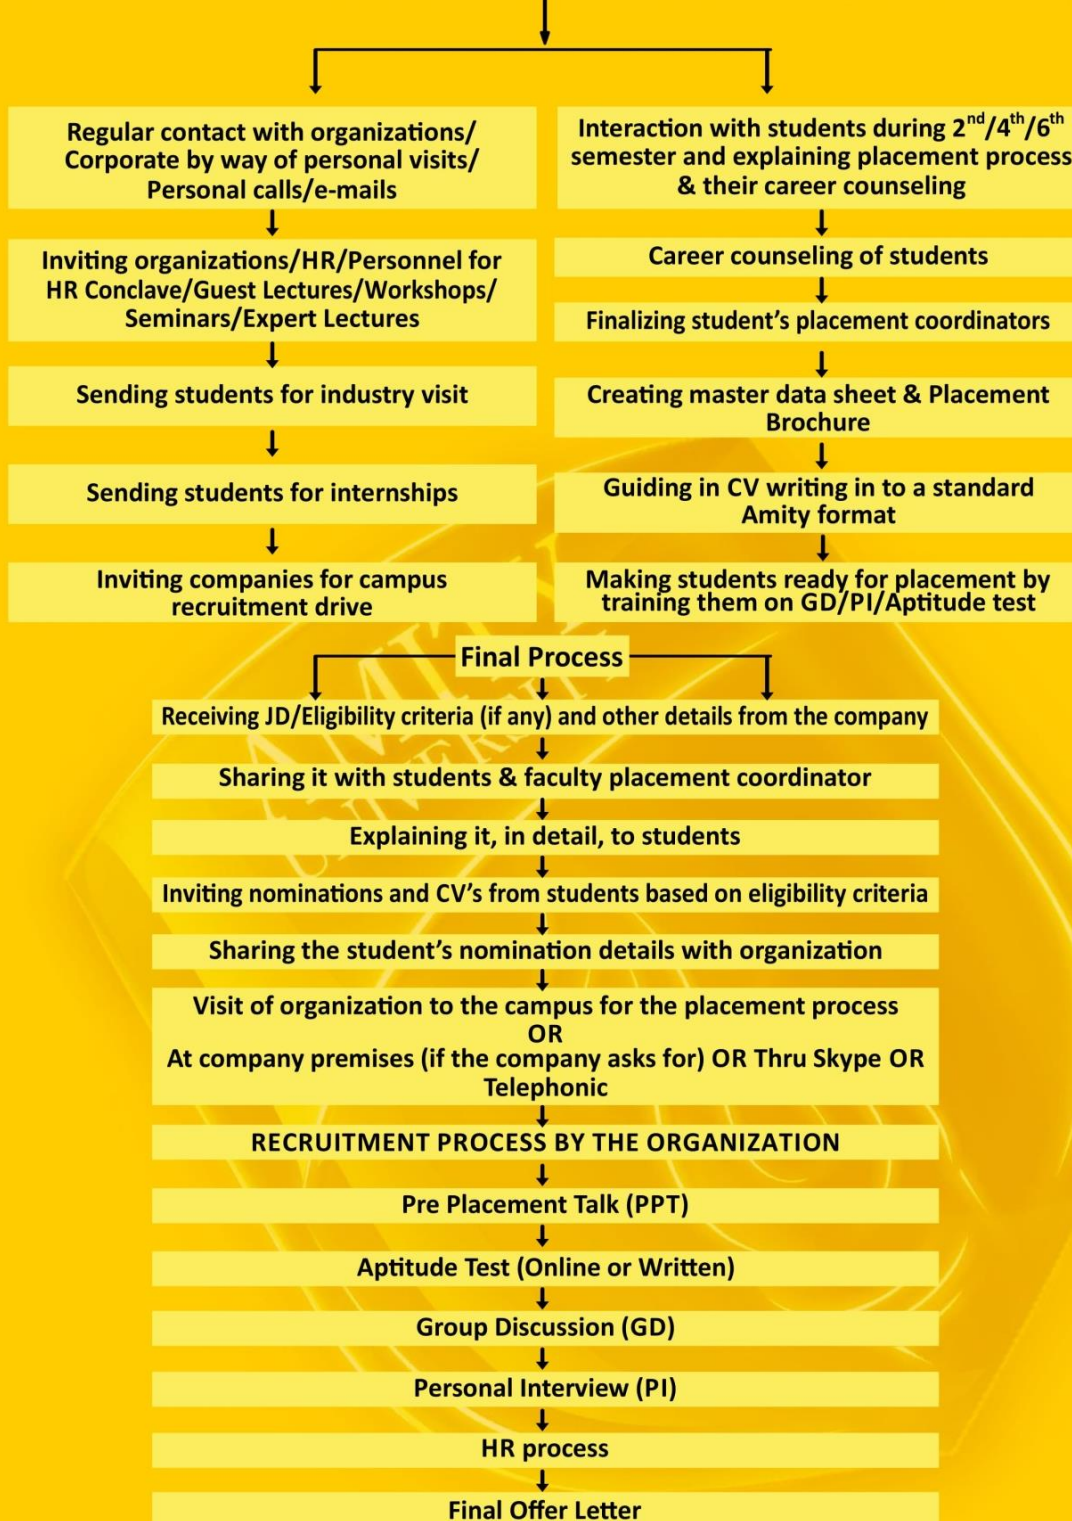 Regular contact with organizations/
Corporate by way of personal visits/
Personal calls/e-mails
Inviting organizations/HR/Personnel for
HR Conclave/Guest Lectures/Workshops/
Seminars/Expert Lectures
Sending students for industry visit
Sending students for internships
Inviting companies for campus
recruitment drive
Interaction with students during 2nd/4th/6th
semester and explaining placement process
& their career counseling
Career counseling of students
Finalizing student's placement coordinators
Creating master data sheet & Placement
Brochure
Guiding in CV writing in to a standard
Amity format
Making students ready for placement by
training them on GD/PI/Aptitude test
AMITY
UNIVERSITY
Final Process
Receiving JD/Eligibility criteria (if any) and other details from the company
Sharing it with students & faculty placement coordinator
Explaining it, in detail, to students
Inviting nominations and CV's from students based on eligibility criteria
Sharing the student's nomination details with organization
Visit of organization to the campus for the placement process
OR
At company premises (if the company asks for) OR Thru Skype OR
Telephonic
RECRUITMENT PROCESS BY THE ORGANIZATION
Pre Placement Talk (PPT)
Aptitude Test (Online or Written)
Group Discussion (GD)
Personal Interview (PI)
HR process
Final Offer Letter